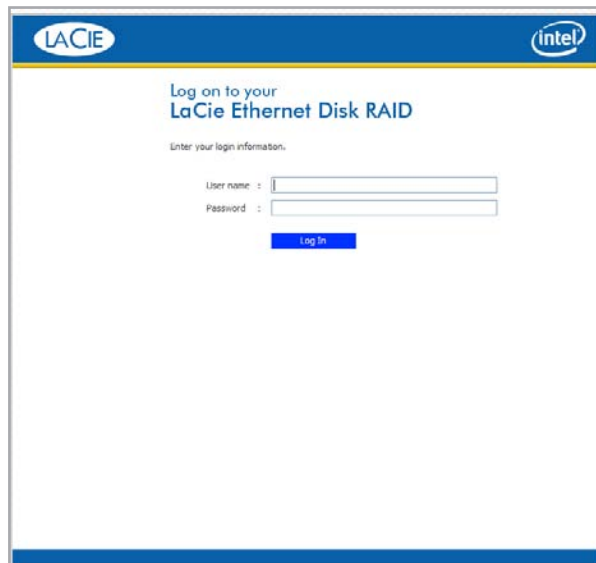 LACIE
intel
Log on to your
LaCie Ethernet Disk RAID
Enter your login information.
User name :
Password :
Log In